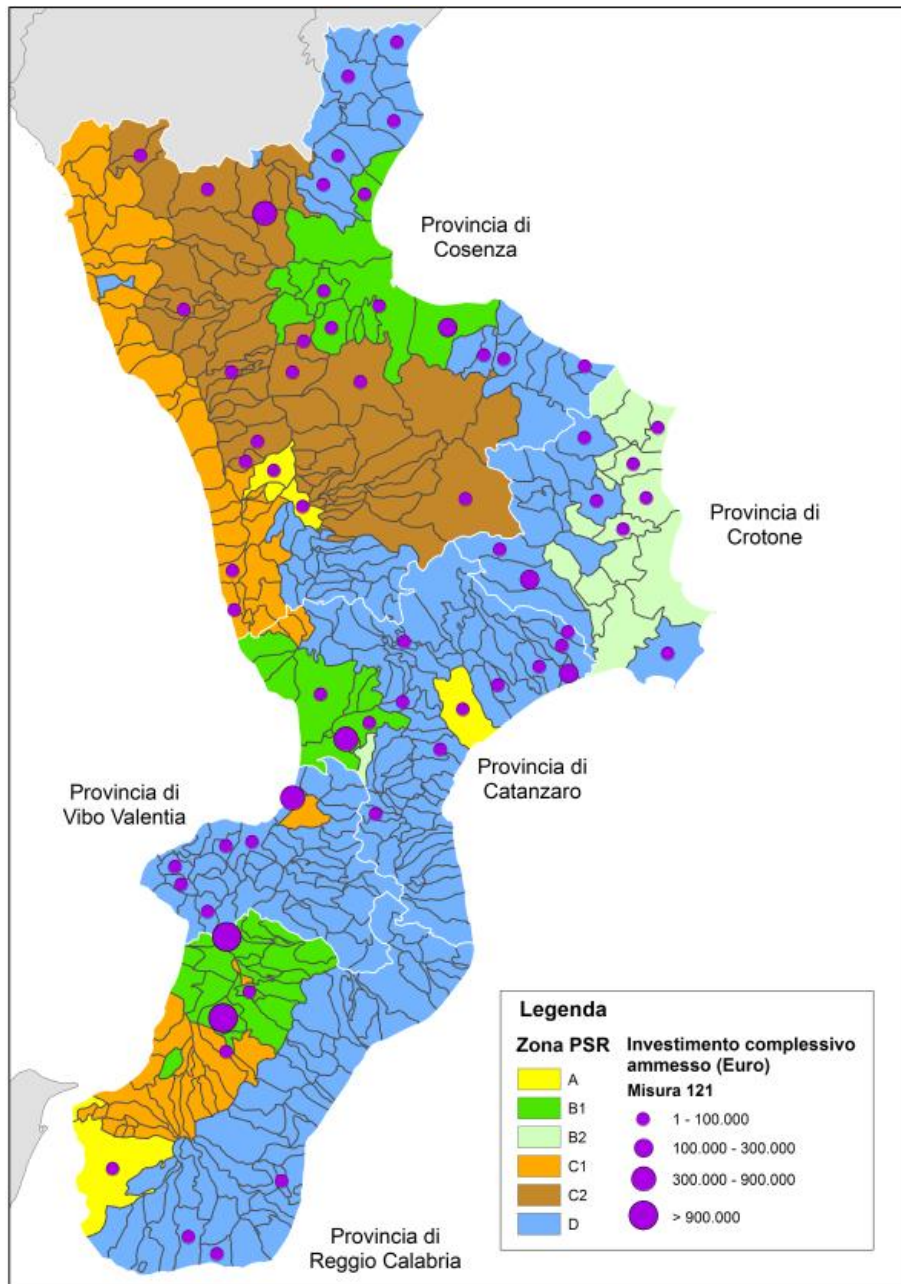 Provincia di
Cosenza
Provincia di
Crotone
Provincia di
Catanzaro
Provincia di
Vibo Valentia
Provincia di
Reggio Calabria
Legenda
Zona PSR
A
B1
B2
C1
C2
D
Investimento complessivo
ammesso (Euro)
Misura 121
1 - 100.000
100.000 - 300.000
300.000 - 900.000
> 900.000